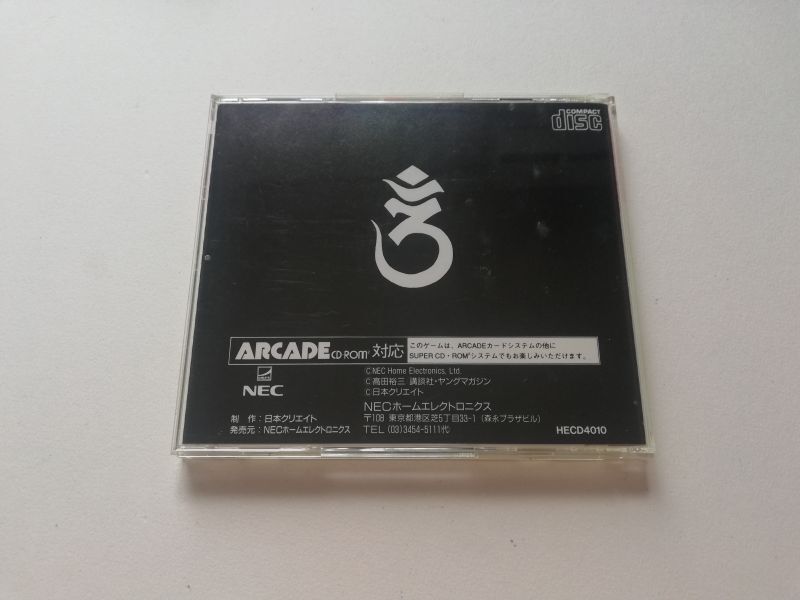 COMPACT
disc
ARCADE CD-ROM² 対応
このゲームは、ARCADEカードシステムの他に
SUPER CD・ROM²システムでもお楽しみいただけます。
NEC
© NEC Home Electronics, Ltd.
© 高田裕三 講談社・ヤングマガジン
© 日本クリエイト
NECホームエレクトロニクス
〒108 東京都港区芝5丁目33-1 (森永プラザビル)
TEL (03)3454-5111代
制 作：日本クリエイト
発売元：NECホームエレクトロニクス
HECD4010